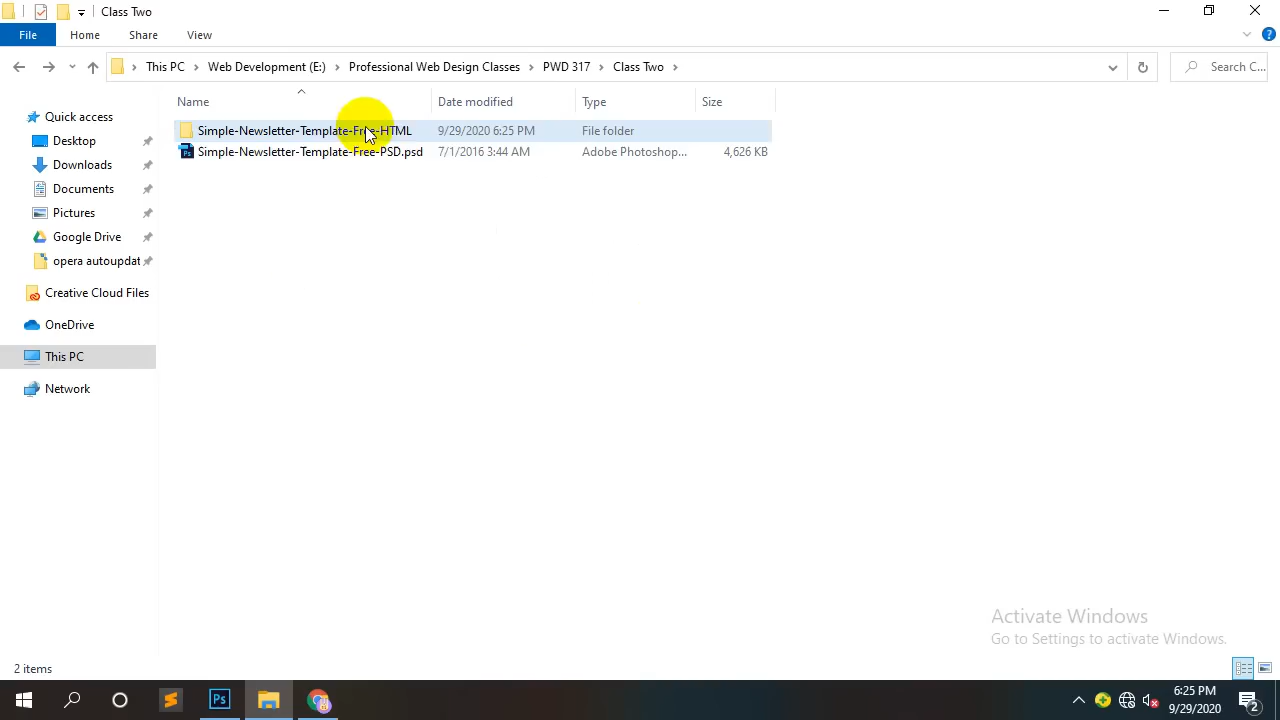 Class Two
File Home Share View
This PC Web Development (E:) Professional Web Design Classes PWD 317 Class Two Search C...
Name Date modified Type Size
Simple-Newsletter-Template-Free-HTML 9/29/2020 6:25 PM File folder
Simple-Newsletter-Template-Free-PSD.psd 7/1/2016 3:44 AM Adobe Photoshop... 4,626 KB
Quick access
Desktop
Downloads
Documents
Pictures
Google Drive
opera autoupdat
Creative Cloud Files
OneDrive
This PC
Network
Activate Windows
Go to Settings to activate Windows.
2 items
Ps
6:25 PM
9/29/2020
2